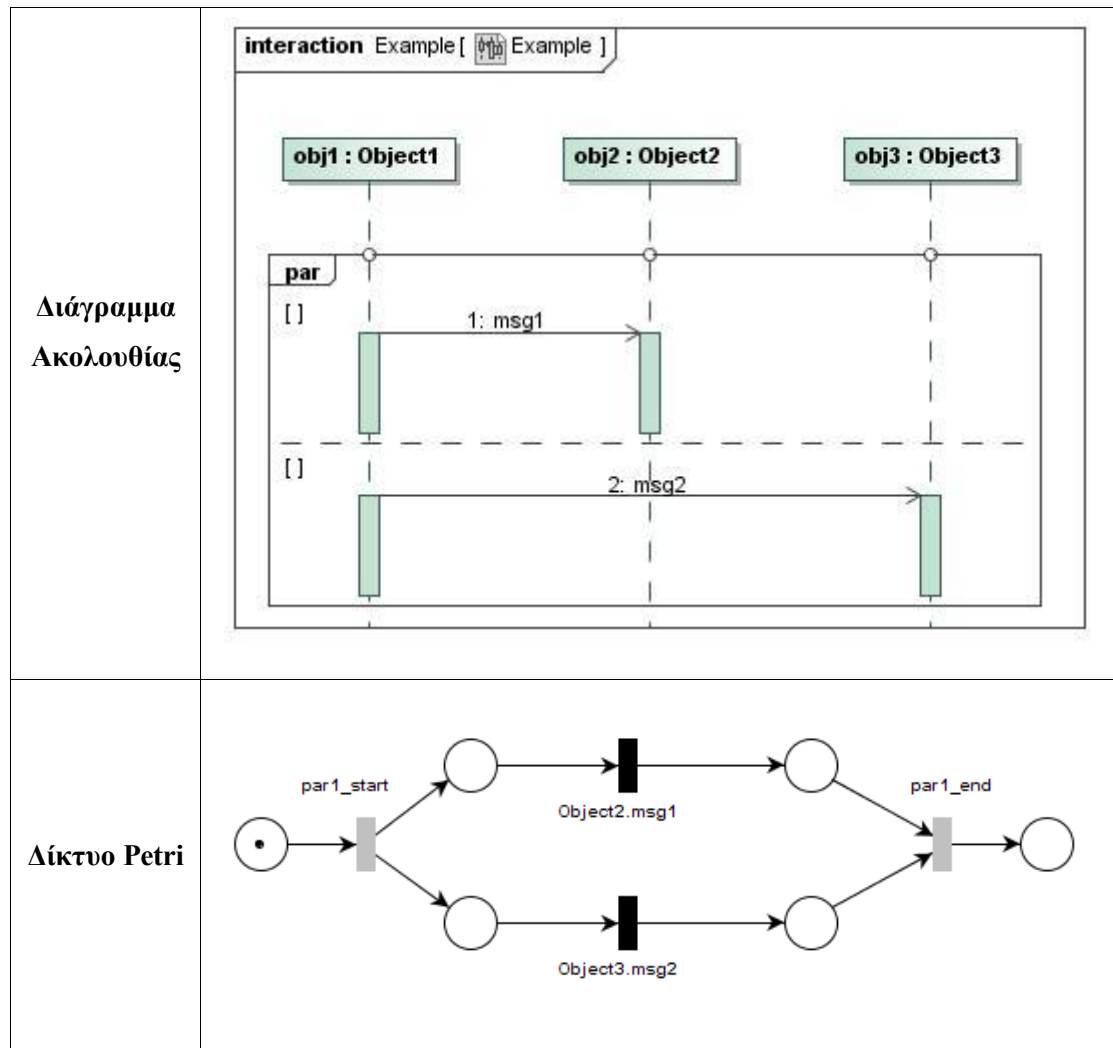 Διάγραμμα
Ακολουθίας
interaction Example [ Example ]
obj1 : Object1
obj2 : Object2
obj3 : Object3
par
[ ]
1: msg1
[ ]
2: msg2
Δίκτυο Petri
par1_start
Object2.msg1
par1_end
Object3.msg2